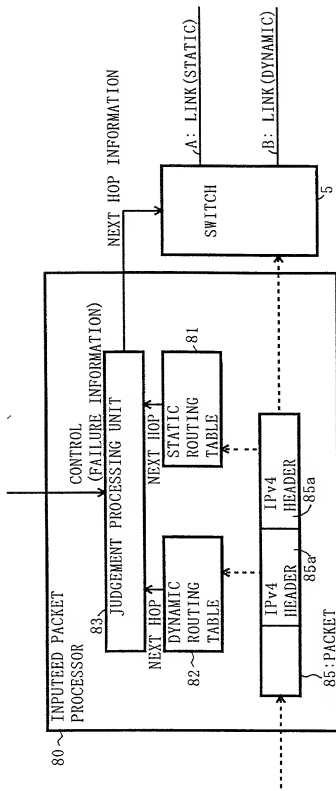 80
INPUTEED PACKET
PROCESSOR
CONTROL
(FAILURE INFORMATION)
NEXT HOP INFORMATION
83
JUDGEMENT PROCESSING UNIT
NEXT HOP
NEXT HOP
DYNAMIC
ROUTING
TABLE
82
STATIC
ROUTING
TABLE
81
SWITCH
5
A: LINK(STATIC)
B: LINK(DYNAMIC)
IPv4
HEADER
85a
IPv4
HEADER
85a
85:PACKET